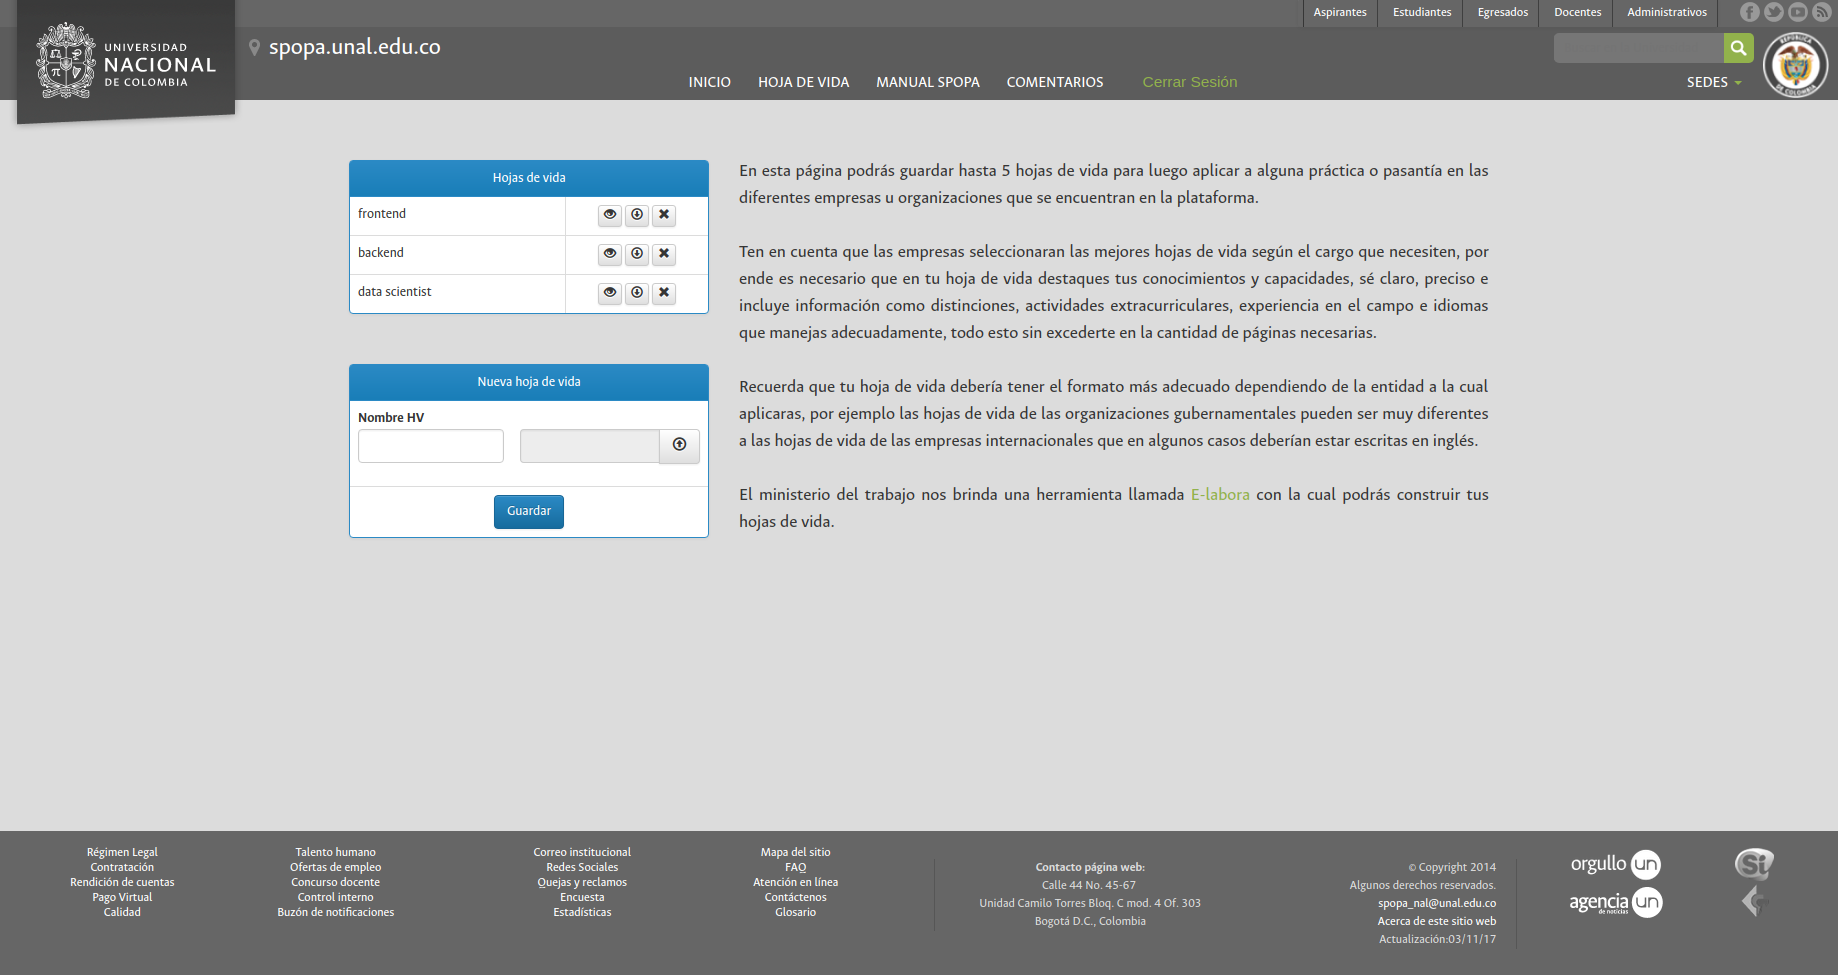 Aspirantes Estudiantes Egresados Docentes Administrativos
UNIVERSIDAD
NACIONAL
DE COLOMBIA
spopa.unal.edu.co
INICIO HOJA DE VIDA MANUAL SPOPA COMENTARIOS Cerrar Sesión
SEDES
REPÚBLICA
DE COLOMBIA
Hojas de vida
frontend
backend
data scientist
Nueva hoja de vida
Nombre HV
Guardar
En esta página podrás guardar hasta 5 hojas de vida para luego aplicar a alguna práctica o pasantía en las
diferentes empresas u organizaciones que se encuentran en la plataforma.
Ten en cuenta que las empresas seleccionaran las mejores hojas de vida según el cargo que necesiten, por
ende es necesario que en tu hoja de vida destaques tus conocimientos y capacidades, sé claro, preciso e
incluye información como distinciones, actividades extracurriculares, experiencia en el campo e idiomas
que manejas adecuadamente, todo esto sin excederte en la cantidad de páginas necesarias.
Recuerda que tu hoja de vida debería tener el formato más adecuado dependiendo de la entidad a la cual
aplicaras, por ejemplo las hojas de vida de las organizaciones gubernamentales pueden ser muy diferentes
a las hojas de vida de las empresas internacionales que en algunos casos deberían estar escritas en inglés.
El ministerio del trabajo nos brinda una herramienta llamada E-labora con la cual podrás construir tus
hojas de vida.
Régimen Legal
Contratación
Rendición de cuentas
Pago Virtual
Calidad
Talento humano
Ofertas de empleo
Concurso docente
Control interno
Buzón de notificaciones
Correo institucional
Redes Sociales
Quejas y reclamos
Encuesta
Estadísticas
Mapa del sitio
FAQ
Atención en línea
Contáctenos
Glosario
Contacto página web:
Calle 44 No. 45-67
Unidad Camilo Torres Bloq. C mod. 4 Of. 303
Bogotá D.C., Colombia
© Copyright 2014
Algunos derechos reservados.
spopa_nal@unal.edu.co
Acerca de este sitio web
Actualización:03/11/17
orgullo un
agencia un
de noticias
Si